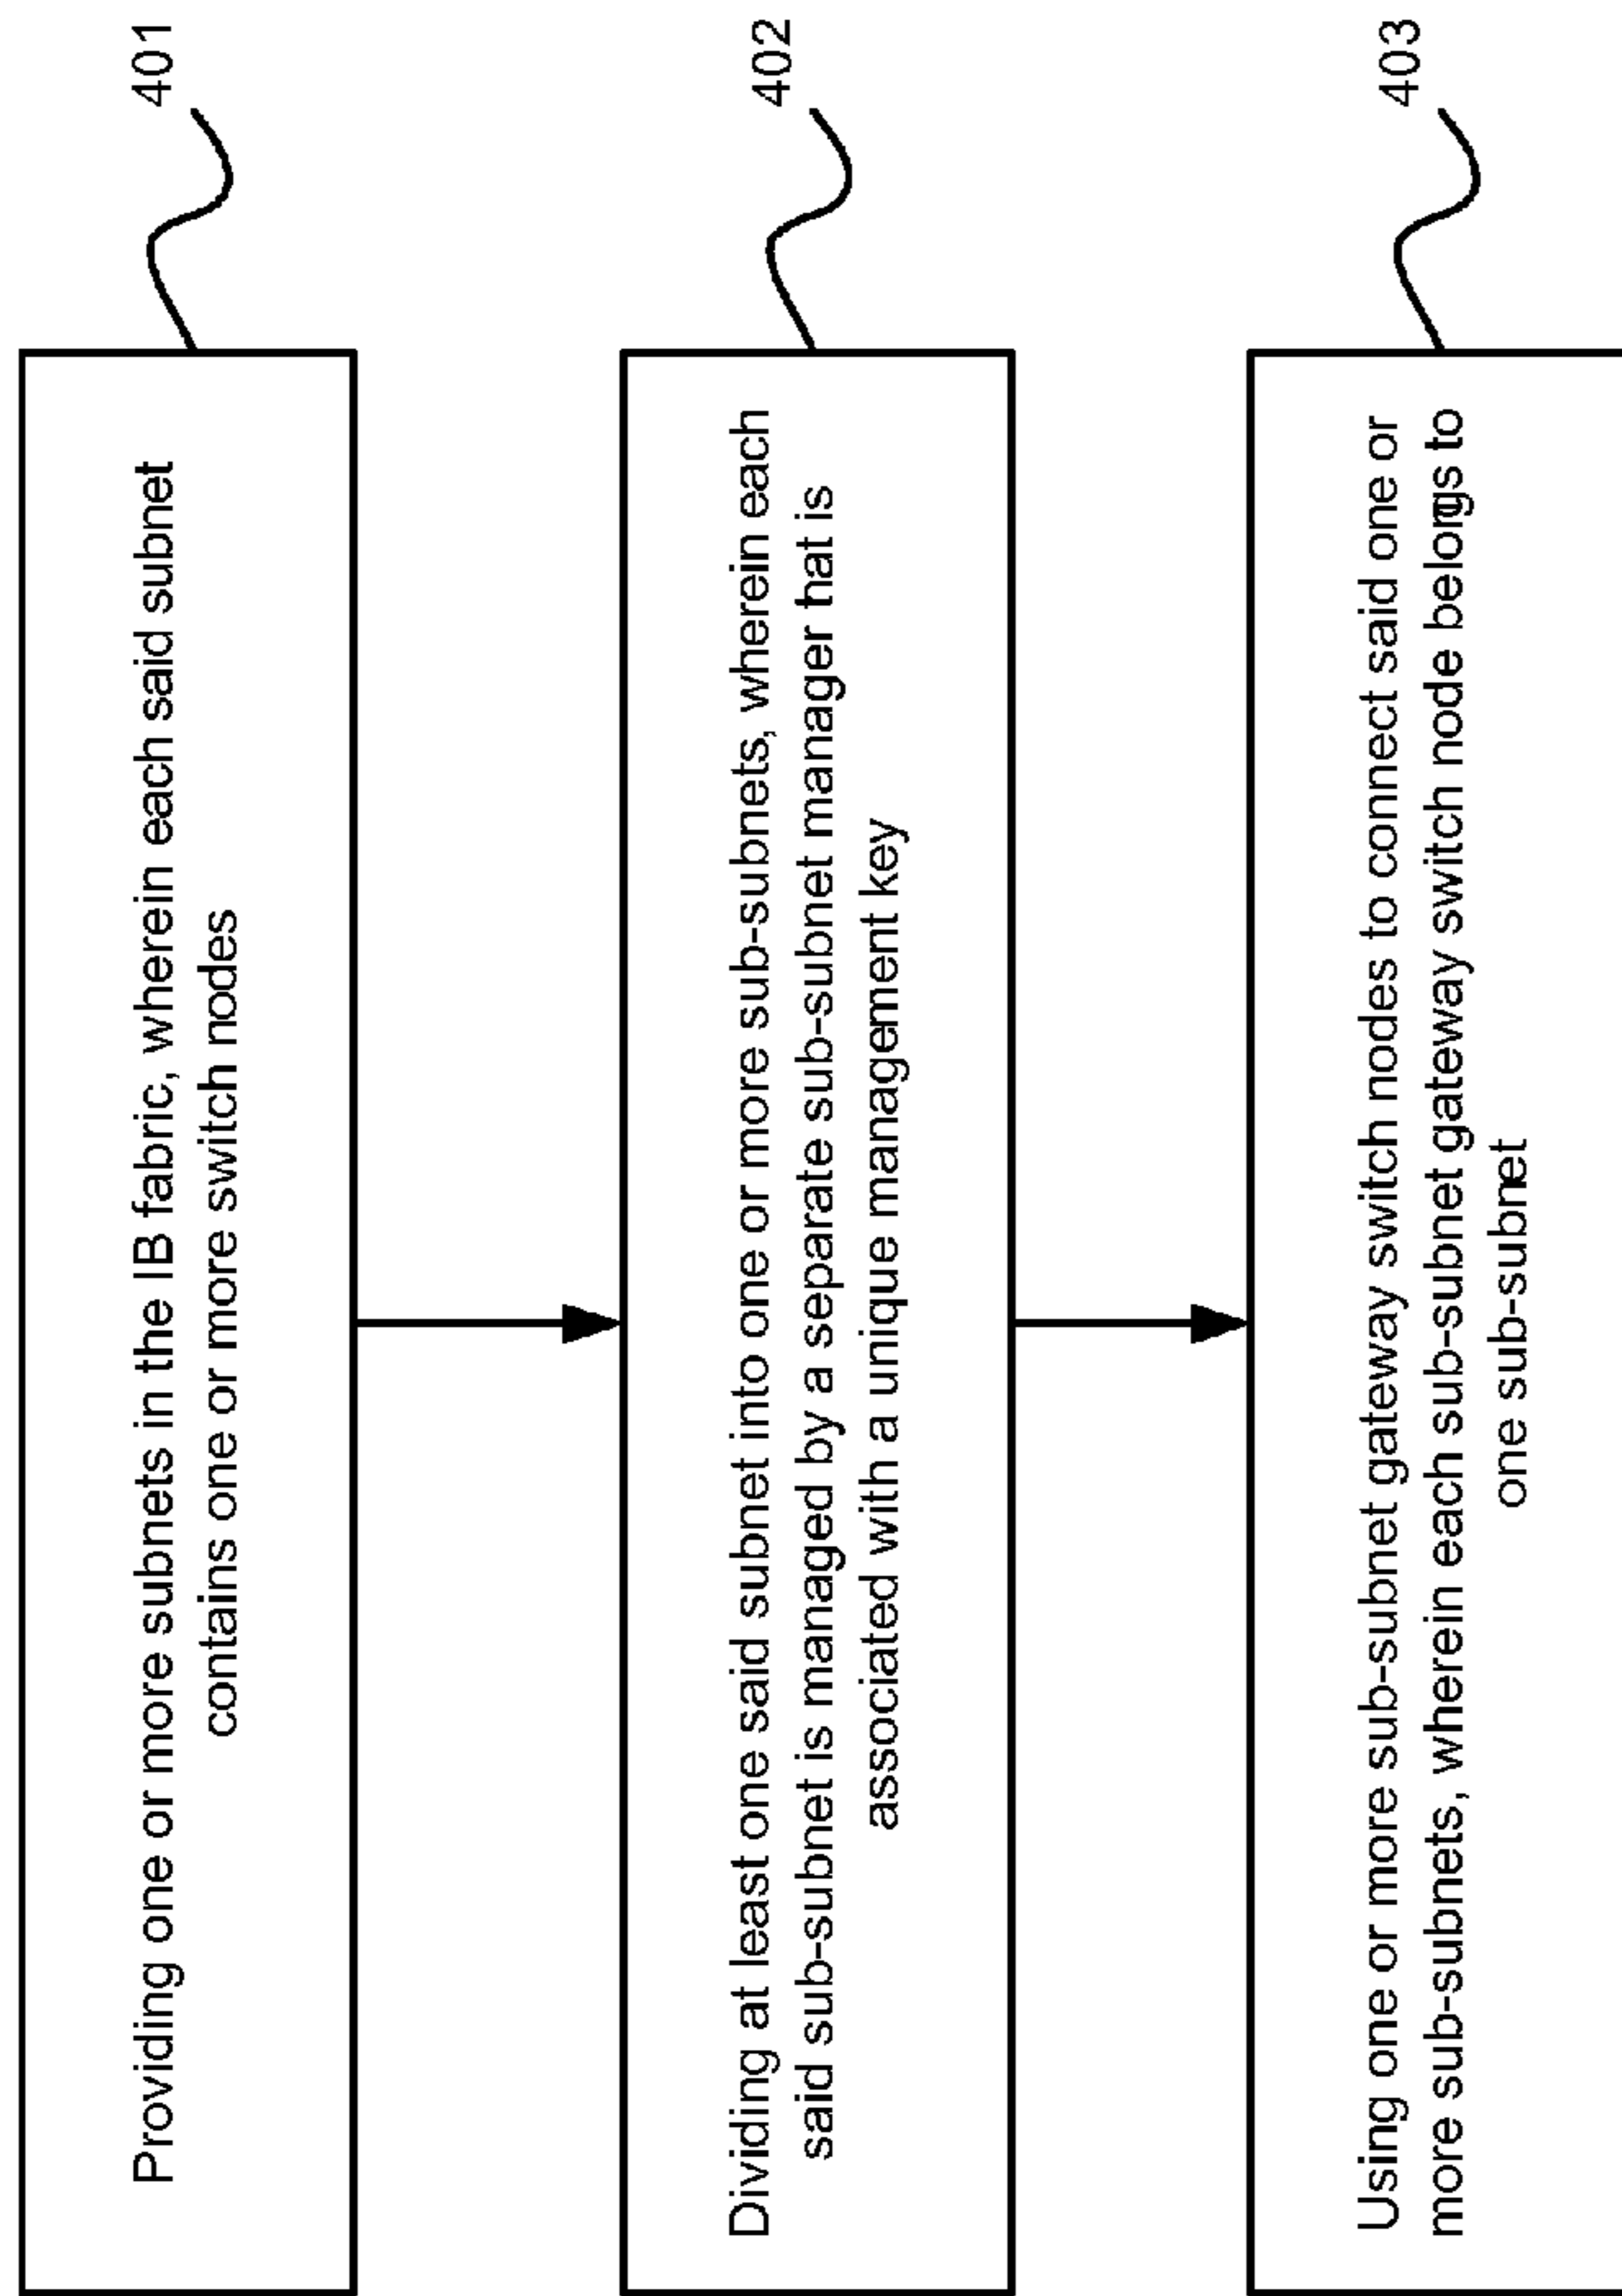 Providing one or more subnets in the IB fabric, wherein each said subnet
contains one or more switch nodes
401
Dividing at least one said subnet into one or more sub-subnets, wherein each
said sub-subnet is managed by a separate sub-subnet manager that is
associated with a unique management key
402
Using one or more sub-subnet gateway switch nodes to connect said one or
more sub-subnets, wherein each sub-subnet gateway switch node belongs to
one sub-subnet
403